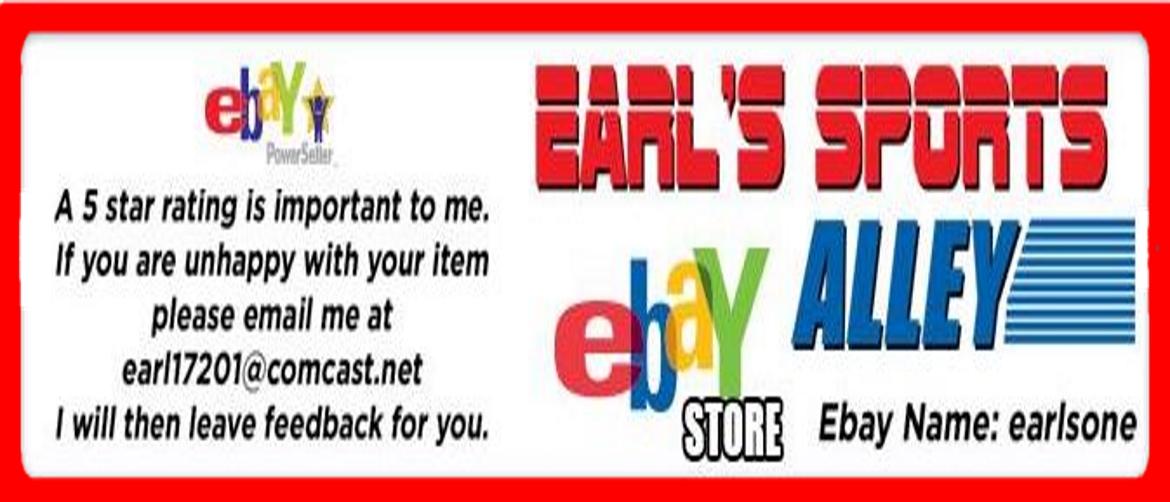 ebay
PowerSeller
A 5 star rating is important to me.
If you are unhappy with your item
please email me at
earl17201@comcast.net
I will then leave feedback for you.
EARL'S SPORTS
ALLEY
ebay
STORE
Ebay Name: earlsone